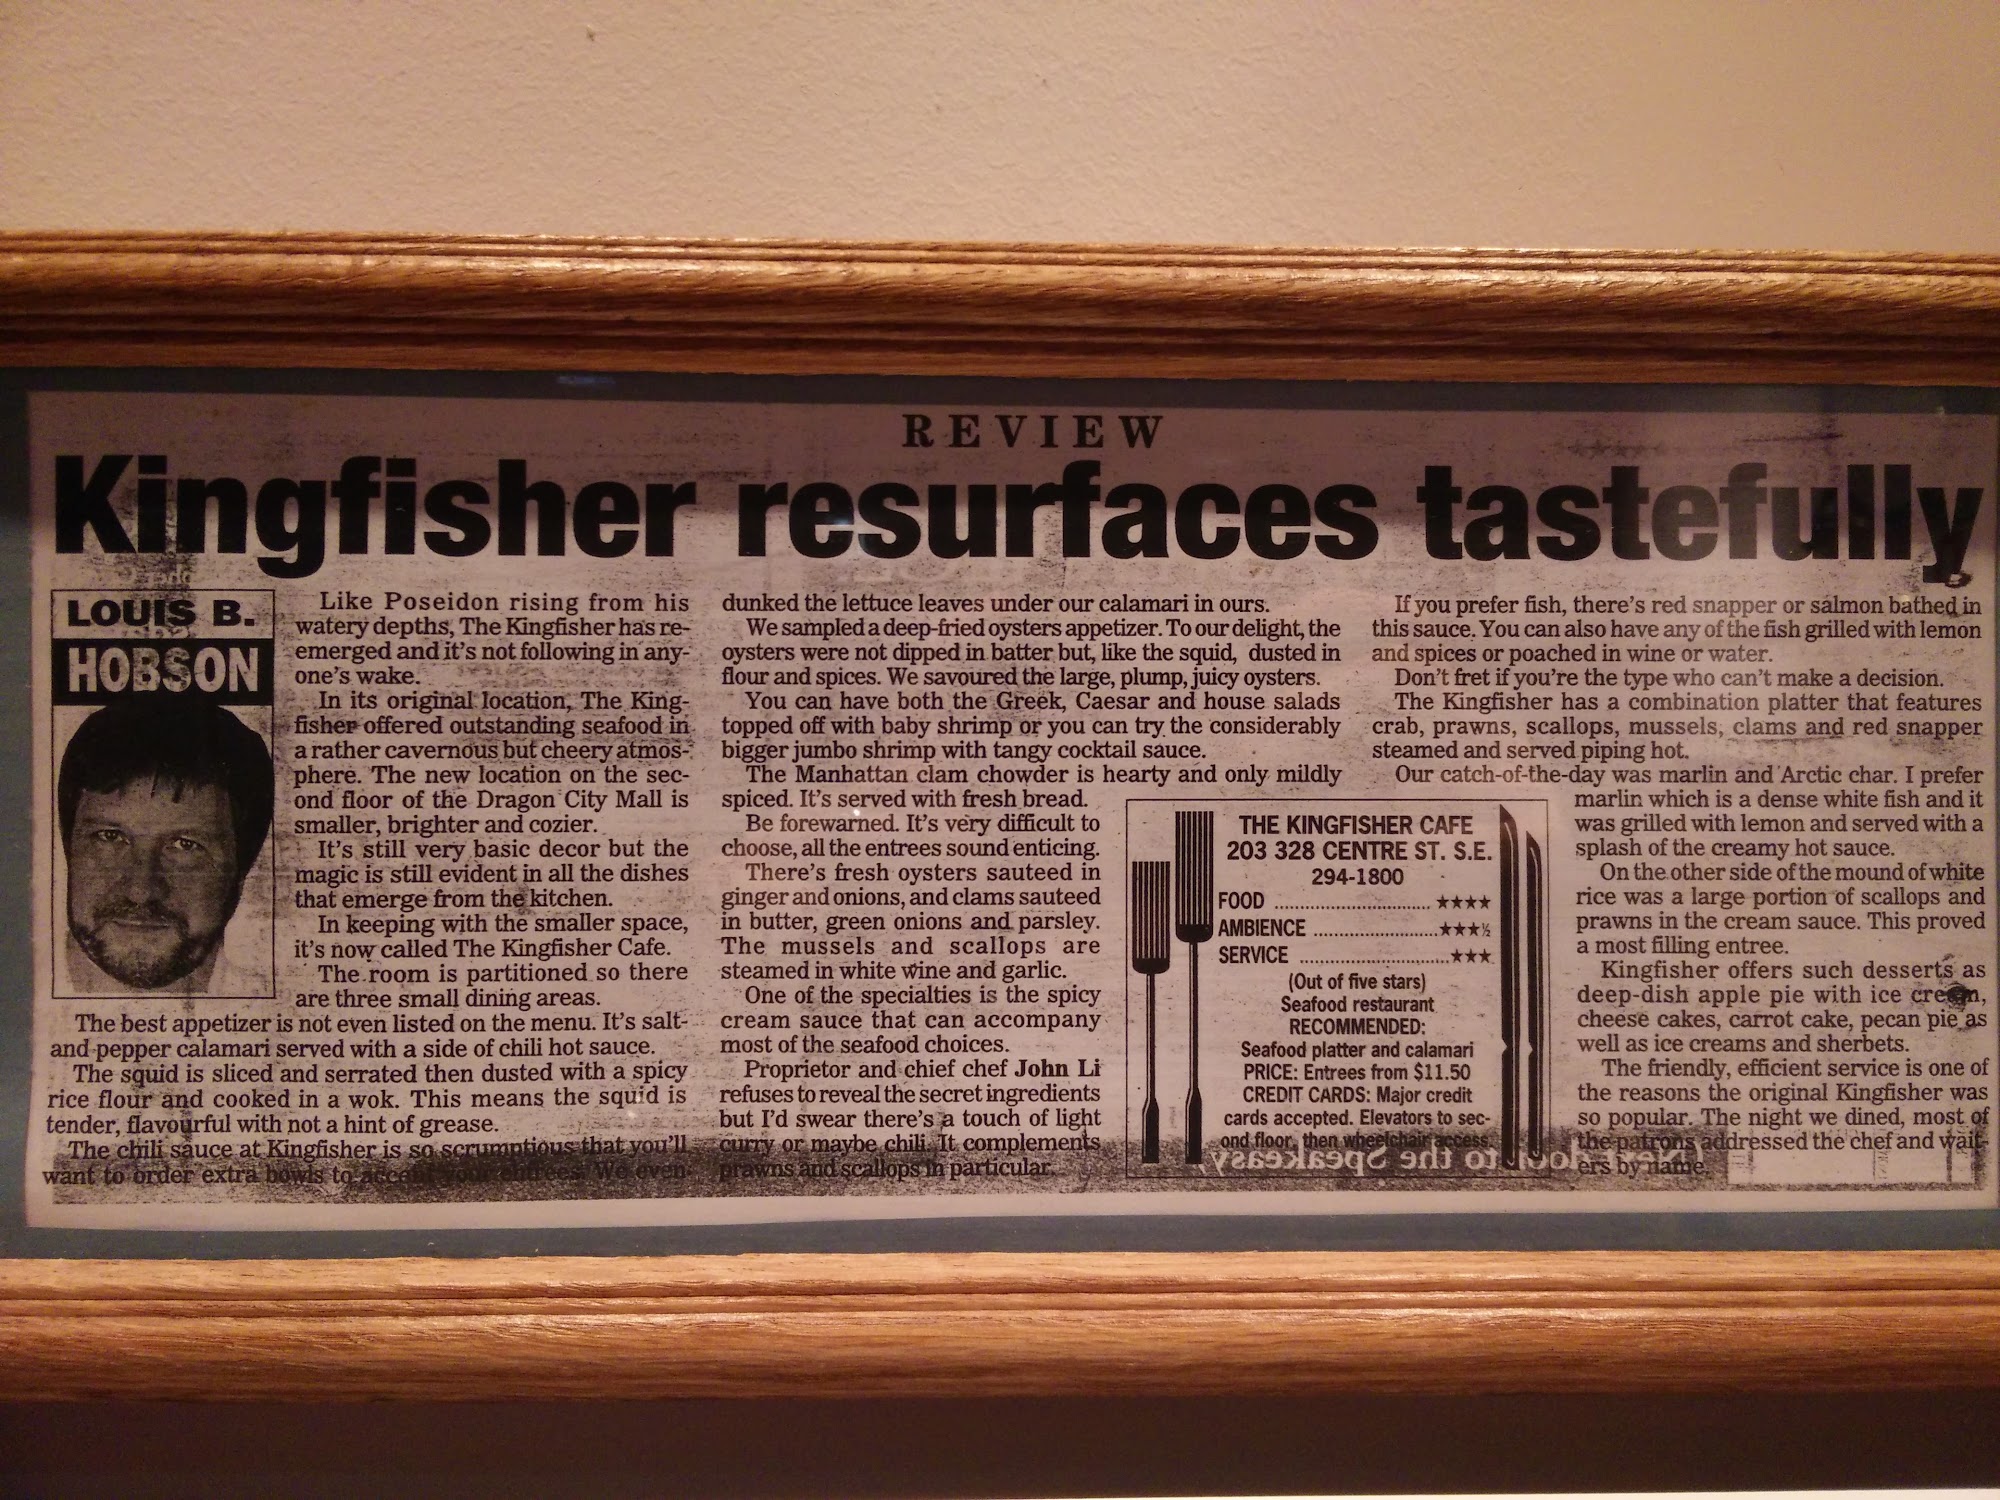 REVIEW
Kingfisher resurfaces tastefully
LOUIS B.
HOBSON
Like Poseidon rising from his
watery depths, The Kingfisher has re-
emerged and it's not following in any-
one's wake.
In its original location, The King-
fisher offered outstanding seafood in
a rather cavernous but cheery atmos-
phere. The new location on the sec-
ond floor of the Dragon City Mall is
smaller, brighter and cozier.
It's still very basic decor but the
magic is still evident in all the dishes
that emerge from the kitchen.
In keeping with the smaller space,
it's now called The Kingfisher Cafe.
The room is partitioned so there
are three small dining areas.
The best appetizer is not even listed on the menu. It's salt-
and pepper calamari served with a side of chili hot sauce.
The squid is sliced and serrated then dusted with a spicy
rice flour and cooked in a wok. This means the squid is
tender, flavourful with not a hint of grease.
The chili sauce at Kingfisher is so scrumptious that you'll
want to order extra bowls to accent your entrees. We even
dunked the lettuce leaves under our calamari in ours.
We sampled a deep-fried oysters appetizer. To our delight, the
oysters were not dipped in batter but, like the squid, dusted in
flour and spices. We savoured the large, plump, juicy oysters.
You can have both the Greek, Caesar and house salads
topped off with baby shrimp or you can try the considerably
bigger jumbo shrimp with tangy cocktail sauce.
The Manhattan clam chowder is hearty and only mildly
spiced. It's served with fresh bread.
Be forewarned. It's very difficult to
choose, all the entrees sound enticing.
There's fresh oysters sauteed in
ginger and onions, and clams sauteed
in butter, green onions and parsley.
The mussels and scallops are
steamed in white wine and garlic.
One of the specialties is the spicy
cream sauce that can accompany
most of the seafood choices.
Proprietor and chief chef John Li
refuses to reveal the secret ingredients
but I'd swear there's a touch of light
curry or maybe chili. It complements
prawns and scallops in particular.
THE KINGFISHER CAFE
203 328 CENTRE ST. S.E.
294-1800
FOOD ........................... ★★★★
AMBIENCE ........................★★★½
SERVICE .............................★★★
(Out of five stars)
Seafood restaurant
RECOMMENDED:
Seafood platter and calamari
PRICE: Entrees from $11.50
CREDIT CARDS: Major credit
cards accepted. Elevators to sec-
ond floor, then wheelchair access.
(Next door to the Speakeasy)
If you prefer fish, there's red snapper or salmon bathed in
this sauce. You can also have any of the fish grilled with lemon
and spices or poached in wine or water.
Don't fret if you're the type who can't make a decision.
The Kingfisher has a combination platter that features
crab, prawns, scallops, mussels, clams and red snapper
steamed and served piping hot.
Our catch-of-the-day was marlin and Arctic char. I prefer
marlin which is a dense white fish and it
was grilled with lemon and served with a
splash of the creamy hot sauce.
On the other side of the mound of white
rice was a large portion of scallops and
prawns in the cream sauce. This proved
a most filling entree.
Kingfisher offers such desserts as
deep-dish apple pie with ice cream,
cheese cakes, carrot cake, pecan pie as
well as ice creams and sherbets.
The friendly, efficient service is one of
the reasons the original Kingfisher was
so popular. The night we dined, most of
the patrons addressed the chef and wait-
ers by name.